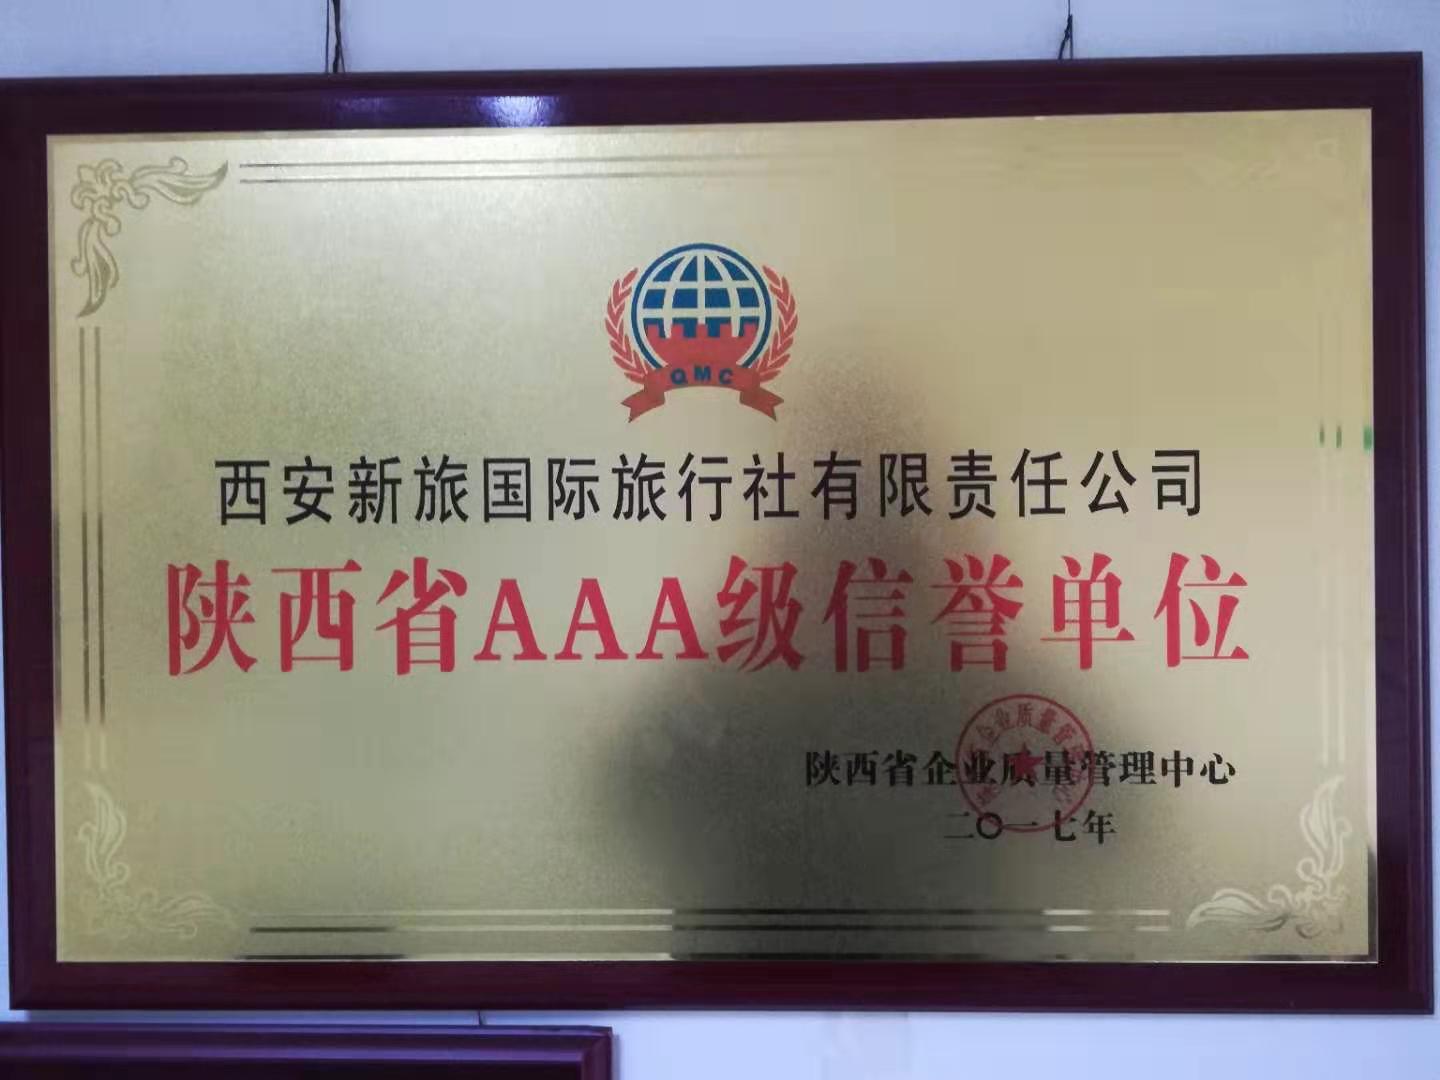 QMC
西安新旅国际旅行社有限责任公司
陕西省AAA级信誉单位
陕西省企业质量管理中心
二〇一七年